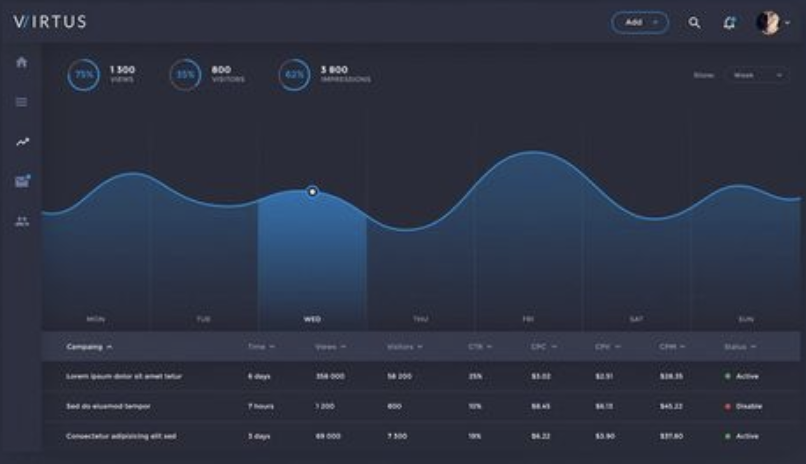 VIRTUS
Add
75% 1 300 VIEWS 35% 800 VISITORS 62% 3 800 IMPRESSIONS Show: Week
MON TUE WED THU FRI SAT SUN
Campaing Time Views Visitors CTR CPC CPV CPM Status
Lorem ipsum dolor sit amet tetur 6 days 356 000 58 200 25% $3.02 $2.51 $28.35 Active
Sed do eiusmod tempor 7 hours 1 200 800 10% $8.45 $6.13 $45.22 Disable
Consectetur adipisicing elit sed 3 days 69 000 7 300 19% $6.22 $3.90 $37.80 Active